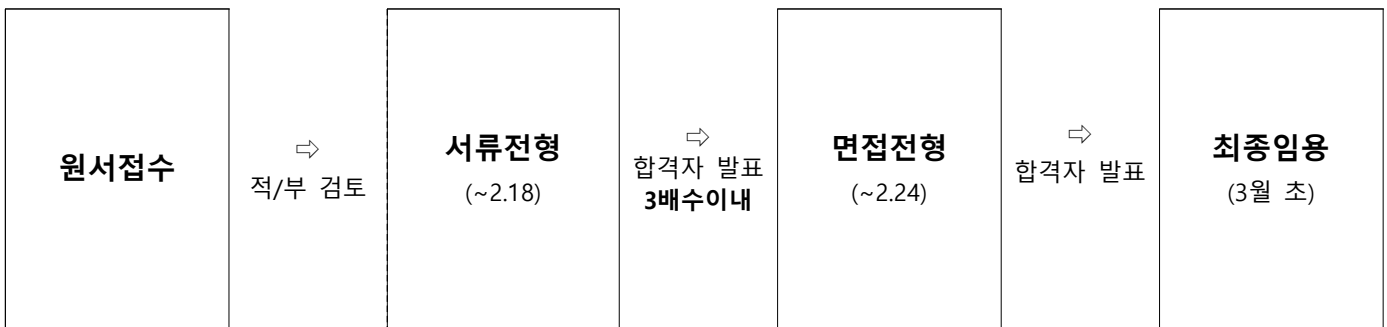 원서접수
⇨
적/부 검토
서류전형
(~2.18)
⇨
합격자 발표
3배수이내
면접전형
(~2.24)
⇨
합격자 발표
최종임용
(3월 초)